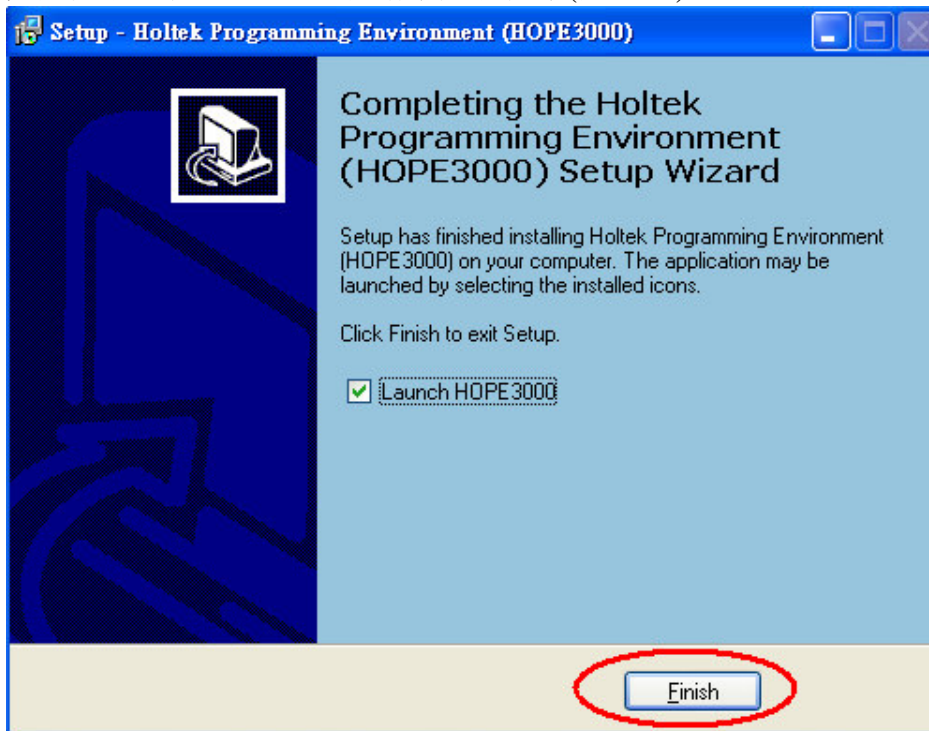 Setup - Holtek Programming Environment (HOPE3000)
Completing the Holtek
Programming Environment
(HOPE3000) Setup Wizard
Setup has finished installing Holtek Programming Environment
(HOPE3000) on your computer. The application may be
launched by selecting the installed icons.
Click Finish to exit Setup.
Launch HOPE3000
Finish